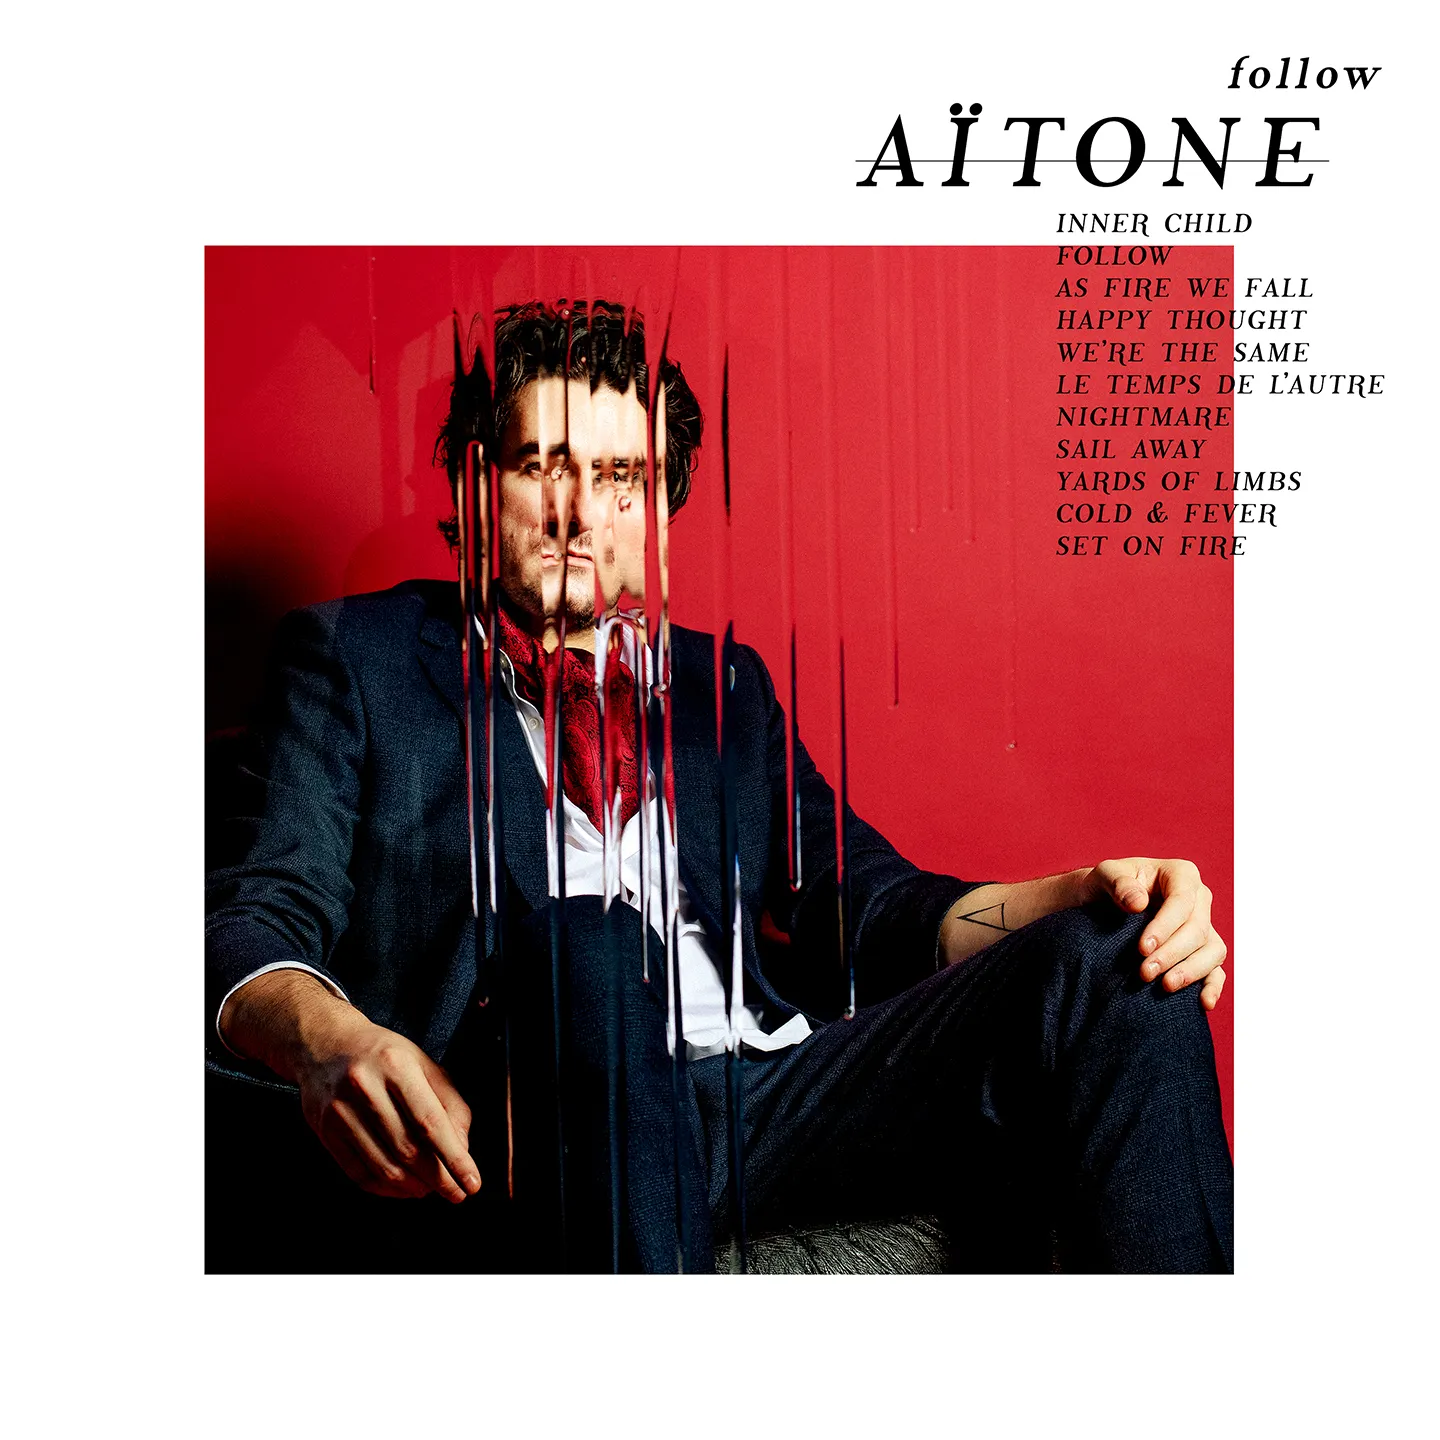 follow
AÏTONE
INNER CHILD
FOLLOW
AS FIRE WE FALL
HAPPY THOUGHT
WE'RE THE SAME
LE TEMPS DE L'AUTRE
NIGHTMARE
SAIL AWAY
YARDS OF LIMBS
COLD & FEVER
SET ON FIRE